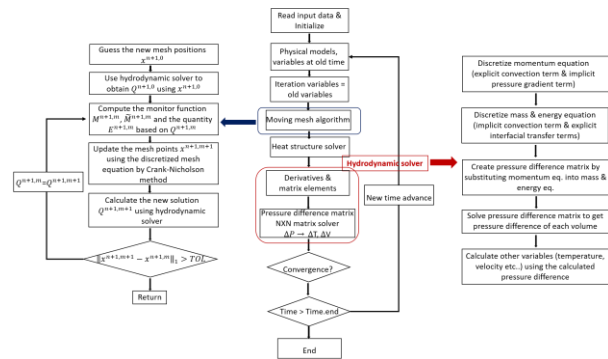 Read input data &
Initialize
Physical models,
variables at old time
Iteration variables =
old variables
Moving mesh algorithm
Heat structure solver
Hydrodynamic solver
Derivatives &
matrix elements
Pressure difference matrix
NXN matrix solver
ΔP → ΔT, ΔV
Convergence?
Time > Time.end
End
New time advance
Guess the new mesh positions
x^{n+1,0}
Use hydrodynamic solver to
obtain Q^{n+1,0} using x^{n+1,0}
Compute the monitor function
M^{n+1,m}, M̃^{n+1,m} and the quantity
E^{n+1,m} based on Q^{n+1,m}
Update the mesh points x^{n+1,m+1}
using the discretized mesh
equation by Crank-Nicholson
method
Calculate the new solution
Q^{n+1,m+1} using hydrodynamic
solver
‖x^{n+1,m+1} − x^{n+1,m}‖₁ > TOL
Return
Q^{n+1,m}=Q^{n+1,m+1}
Discretize momentum equation
(explicit convection term & implicit
pressure gradient term)
Discretize mass & energy equation
(implicit convection term & explicit
interfacial transfer terms)
Create pressure difference matrix by
substituting momentum eq. into mass &
energy eq.
Solve pressure difference matrix to get
pressure difference of each volume
Calculate other variables (temperature,
velocity etc..) using the calculated
pressure difference